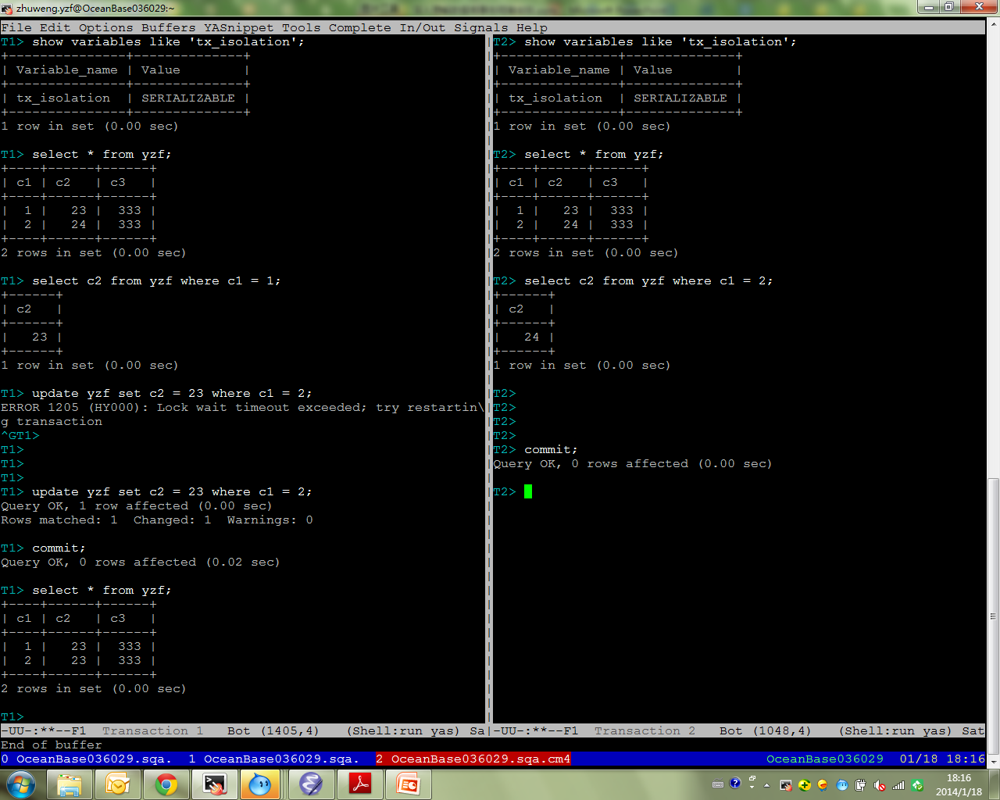 zhuweng.yzf@OceanBase036029:~
File Edit Options Buffers YASnippet Tools Complete In/Out Signals Help
T1> show variables like 'tx_isolation';
+---------------+--------------+
| Variable_name | Value        |
+---------------+--------------+
| tx_isolation  | SERIALIZABLE |
+---------------+--------------+
1 row in set (0.00 sec)
T1> select * from yzf;
+----+------+------+
| c1 | c2   | c3   |
+----+------+------+
|  1 |   23 |  333 |
|  2 |   24 |  333 |
+----+------+------+
2 rows in set (0.00 sec)
T1> select c2 from yzf where c1 = 1;
+------+
| c2   |
+------+
|   23 |
+------+
1 row in set (0.00 sec)
T1> update yzf set c2 = 23 where c1 = 2;
ERROR 1205 (HY000): Lock wait timeout exceeded; try restartin\
g transaction
^GT1>
T1>
T1>
T1>
T1> update yzf set c2 = 23 where c1 = 2;
Query OK, 1 row affected (0.00 sec)
Rows matched: 1  Changed: 1  Warnings: 0
T1> commit;
Query OK, 0 rows affected (0.02 sec)
T1> select * from yzf;
+----+------+------+
| c1 | c2   | c3   |
+----+------+------+
|  1 |   23 |  333 |
|  2 |   23 |  333 |
+----+------+------+
2 rows in set (0.00 sec)
T1>
-UU-:**--F1  Transaction 1   Bot (1405,4)   (Shell:run yas) Sa
T2> show variables like 'tx_isolation';
+---------------+--------------+
| Variable_name | Value        |
+---------------+--------------+
| tx_isolation  | SERIALIZABLE |
+---------------+--------------+
1 row in set (0.00 sec)
T2> select * from yzf;
+----+------+------+
| c1 | c2   | c3   |
+----+------+------+
|  1 |   23 |  333 |
|  2 |   24 |  333 |
+----+------+------+
2 rows in set (0.00 sec)
T2> select c2 from yzf where c1 = 2;
+------+
| c2   |
+------+
|   24 |
+------+
1 row in set (0.00 sec)
T2>
T2>
T2>
T2>
T2> commit;
Query OK, 0 rows affected (0.00 sec)
T2>
-UU-:**--F1  Transaction 2   Bot (1048,4)   (Shell:run yas) Sat
End of buffer
0 OceanBase036029.sqa.  1 OceanBase036029.sqa.  2 OceanBase036029.sqa.cm4  OceanBase036029  01/18 18:16
18:16
2014/1/18